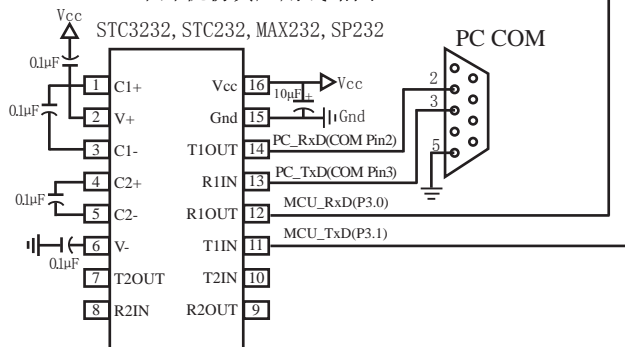 Vcc
STC3232, STC232, MAX232, SP232
PC COM
0.1μF
0.1μF
0.1μF
0.1μF
1 C1+
2 V+
3 C1-
4 C2+
5 C2-
6 V-
7 T2OUT
8 R2IN
Vcc 16
Gnd 15
T1OUT 14
R1IN 13
R1OUT 12
T1IN 11
T2IN 10
R2OUT 9
Vcc
10μF +
Gnd
PC_RxD(COM Pin2)
PC_TxD(COM Pin3)
MCU_RxD(P3.0)
MCU_TxD(P3.1)
2
3
5